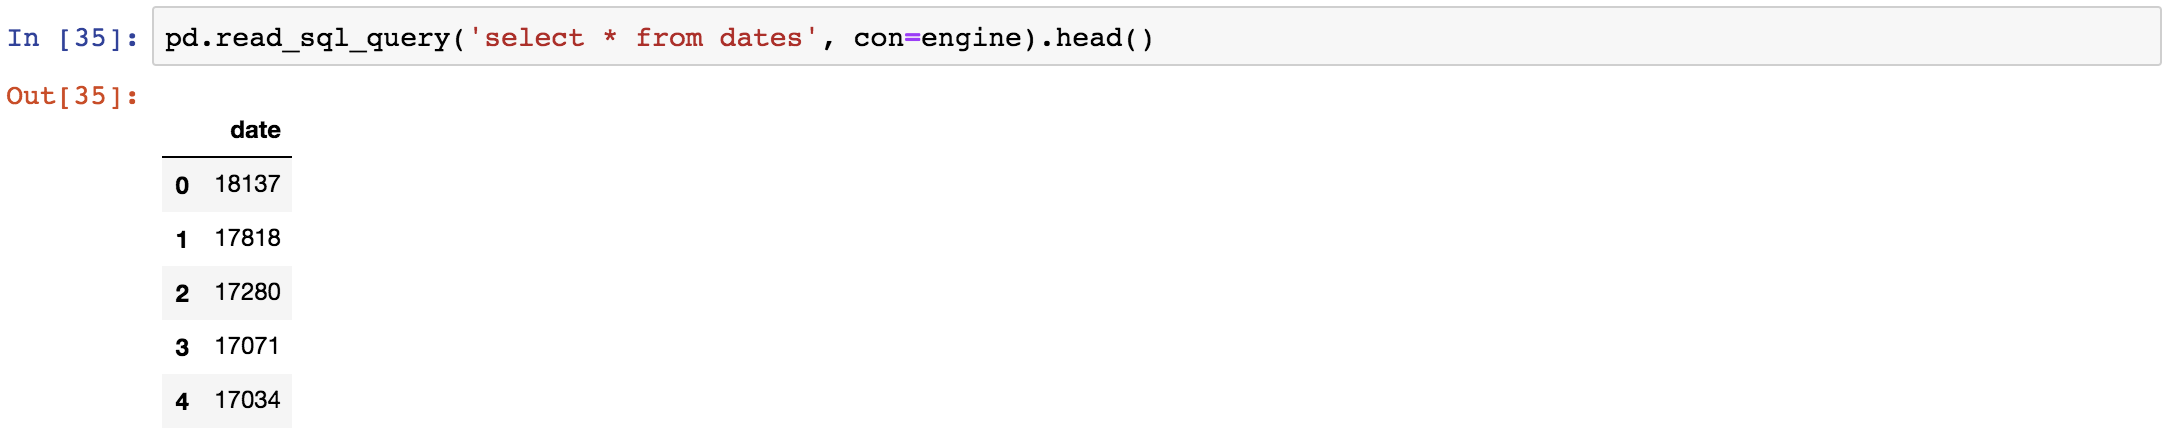 In [35]: pd.read_sql_query('select * from dates', con=engine).head()
Out[35]:
date
0 18137
1 17818
2 17280
3 17071
4 17034